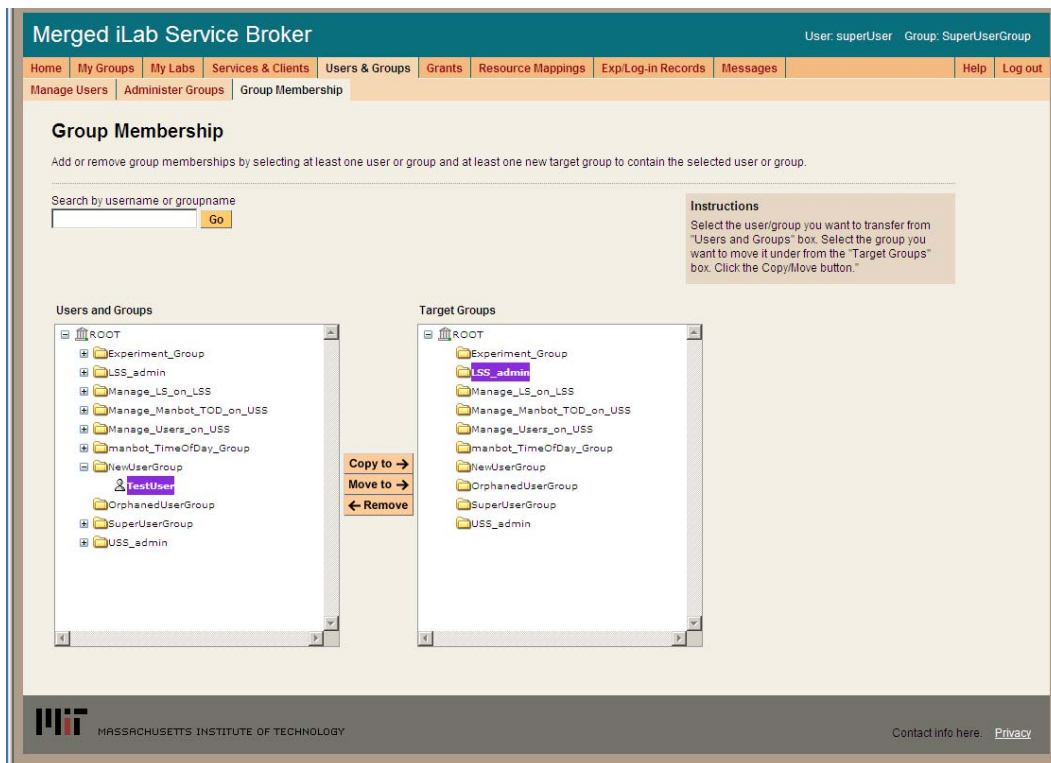 Merged iLab Service Broker
User: superUser Group: SuperUserGroup
Home My Groups My Labs Services & Clients Users & Groups Grants Resource Mappings Exp/Log-in Records Messages Help Log out
Manage Users Administer Groups Group Membership
Group Membership
Add or remove group memberships by selecting at least one user or group and at least one new target group to contain the selected user or group.
Search by username or groupname
Go
Instructions
Select the user/group you want to transfer from
"Users and Groups" box. Select the group you
want to move it under from the "Target Groups"
box. Click the Copy/Move button."
Users and Groups
ROOT
Experiment_Group
LSS_admin
Manage_LS_on_LSS
Manage_Manbot_TOD_on_USS
Manage_Users_on_USS
manbot_TimeOfDay_Group
NewUserGroup
TestUser
OrphanedUserGroup
SuperUserGroup
USS_admin
Copy to →
Move to →
← Remove
Target Groups
ROOT
Experiment_Group
LSS_admin
Manage_LS_on_LSS
Manage_Manbot_TOD_on_USS
Manage_Users_on_USS
manbot_TimeOfDay_Group
NewUserGroup
OrphanedUserGroup
SuperUserGroup
USS_admin
MIT MASSACHUSETTS INSTITUTE OF TECHNOLOGY
Contact info here. Privacy